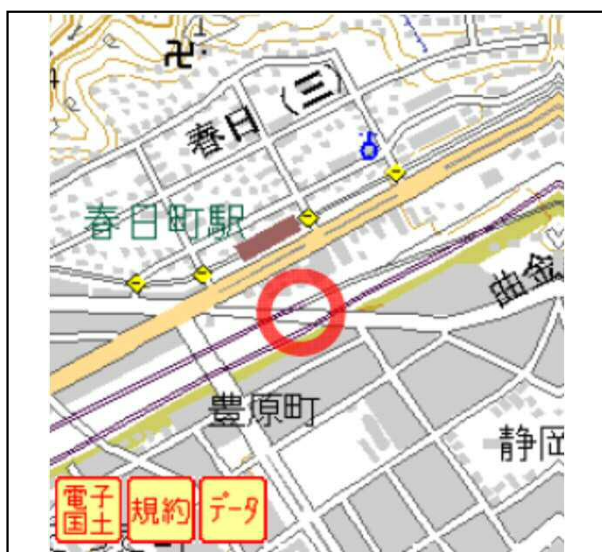 春日(三)
春日町駅
曲金
豊原町
静岡
電子
国土
規約
データ